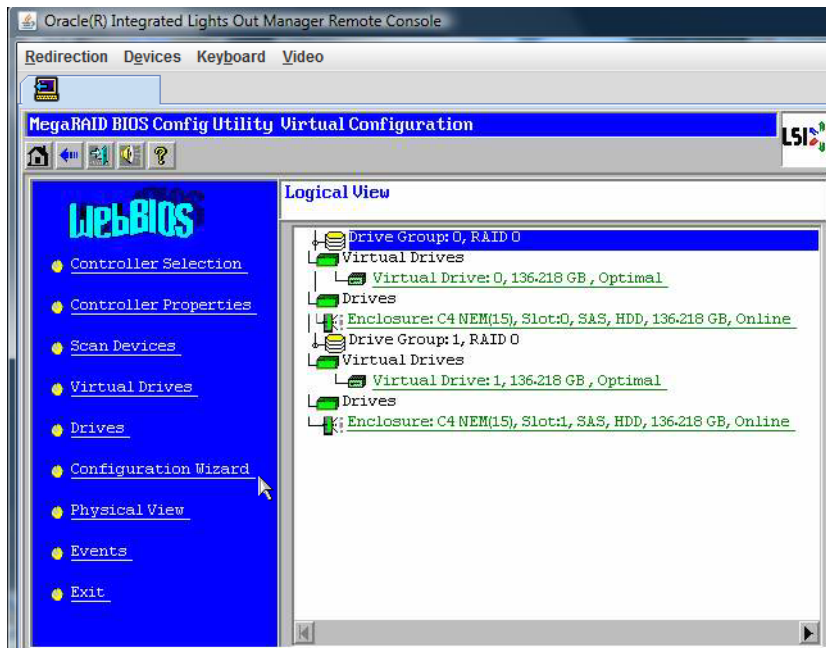 Oracle(R) Integrated Lights Out Manager Remote Console
Redirection Devices Keyboard Video
MegaRAID BIOS Config Utility Virtual Configuration
LSI
?
WebBIOS
Controller Selection
Controller Properties
Scan Devices
Virtual Drives
Drives
Configuration Wizard
Physical View
Events
Exit
Logical View
Drive Group: 0, RAID 0
Virtual Drives
Virtual Drive: 0, 136.218 GB, Optimal
Drives
Enclosure: C4 NEM(15), Slot:0, SAS, HDD, 136.218 GB, Online
Drive Group: 1, RAID 0
Virtual Drives
Virtual Drive: 1, 136.218 GB, Optimal
Drives
Enclosure: C4 NEM(15), Slot:1, SAS, HDD, 136.218 GB, Online